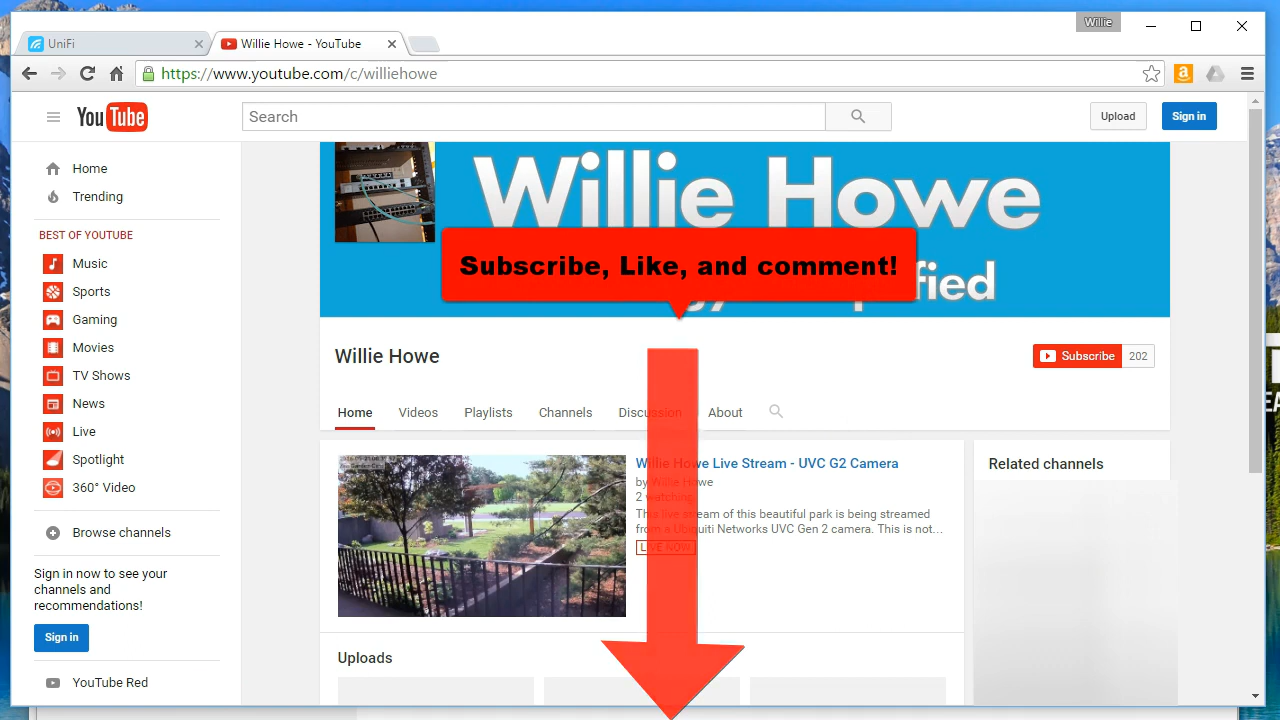 Willie
UniFi
Willie Howe - YouTube
https://www.youtube.com/c/williehowe
YouTube
Search
Upload
Sign in
Home
Trending
BEST OF YOUTUBE
Music
Sports
Gaming
Movies
TV Shows
News
Live
Spotlight
360° Video
Browse channels
Sign in now to see your
channels and
recommendations!
Sign in
YouTube Red
Willie Howe
Subscribe, Like, and comment!
Willie Howe
Subscribe 202
Home Videos Playlists Channels Discussion About
Willie Howe Live Stream - UVC G2 Camera
by Willie Howe
2 watching
This live stream of this beautiful park is being streamed
from a Ubiquiti Networks UVC Gen 2 camera. This is not...
LIVE NOW
Related channels
Uploads